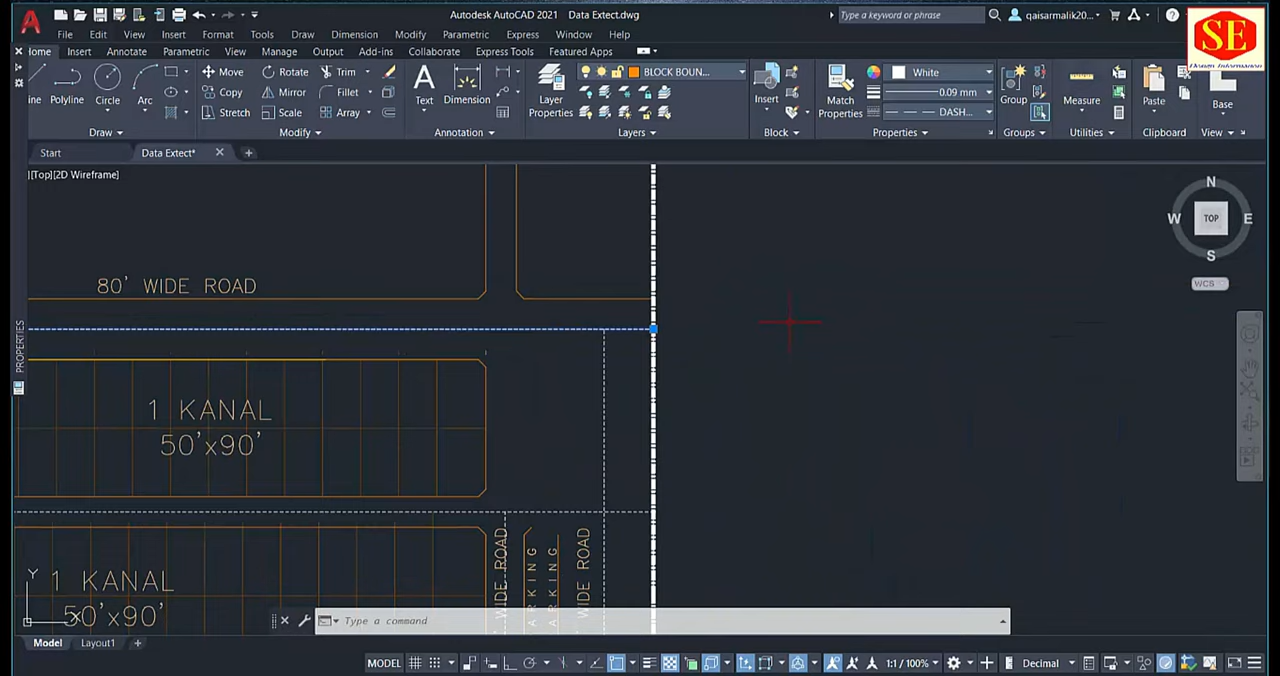 Autodesk AutoCAD 2021 Data Extect.dwg
Type a keyword or phrase
qaisarmalik20...
SE
File Edit View Insert Format Tools Draw Dimension Modify Parametric Express Window Help
Home Insert Annotate Parametric View Manage Output Add-ins Collaborate Express Tools Featured Apps
Polyline
Circle
Arc
Move
Copy
Stretch
Rotate
Mirror
Scale
Trim
Fillet
Array
Text
Dimension
Layer
Properties
BLOCK BOUN...
Insert
Match
Properties
White
0.09 mm
DASH...
Group
Measure
Paste
Base
Draw
Modify
Annotation
Layers
Block
Properties
Groups
Utilities
Clipboard
View
Start
Data Extect*
][Top][2D Wireframe]
N
W
TOP
E
S
WCS
PROPERTIES
80' WIDE ROAD
1 KANAL
50'x90'
1 KANAL
50'x90'
WIDE ROAD
ARKING
ARKING
WIDE ROAD
Y
X
Type a command
Model
Layout1
MODEL
1:1 / 100%
Decimal